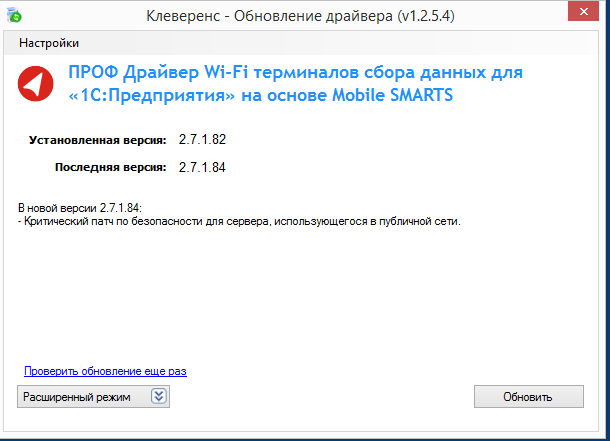 Клеверенс - Обновление драйвера (v1.2.5.4)
Настройки
ПРОФ Драйвер Wi-Fi терминалов сбора данных для
«1С:Предприятия» на основе Mobile SMARTS
Установленная версия: 2.7.1.82
Последняя версия: 2.7.1.84
В новой версии 2.7.1.84:
- Критический патч по безопасности для сервера, использующегося в публичной сети.
Проверить обновление еще раз
Расширенный режим
Обновить